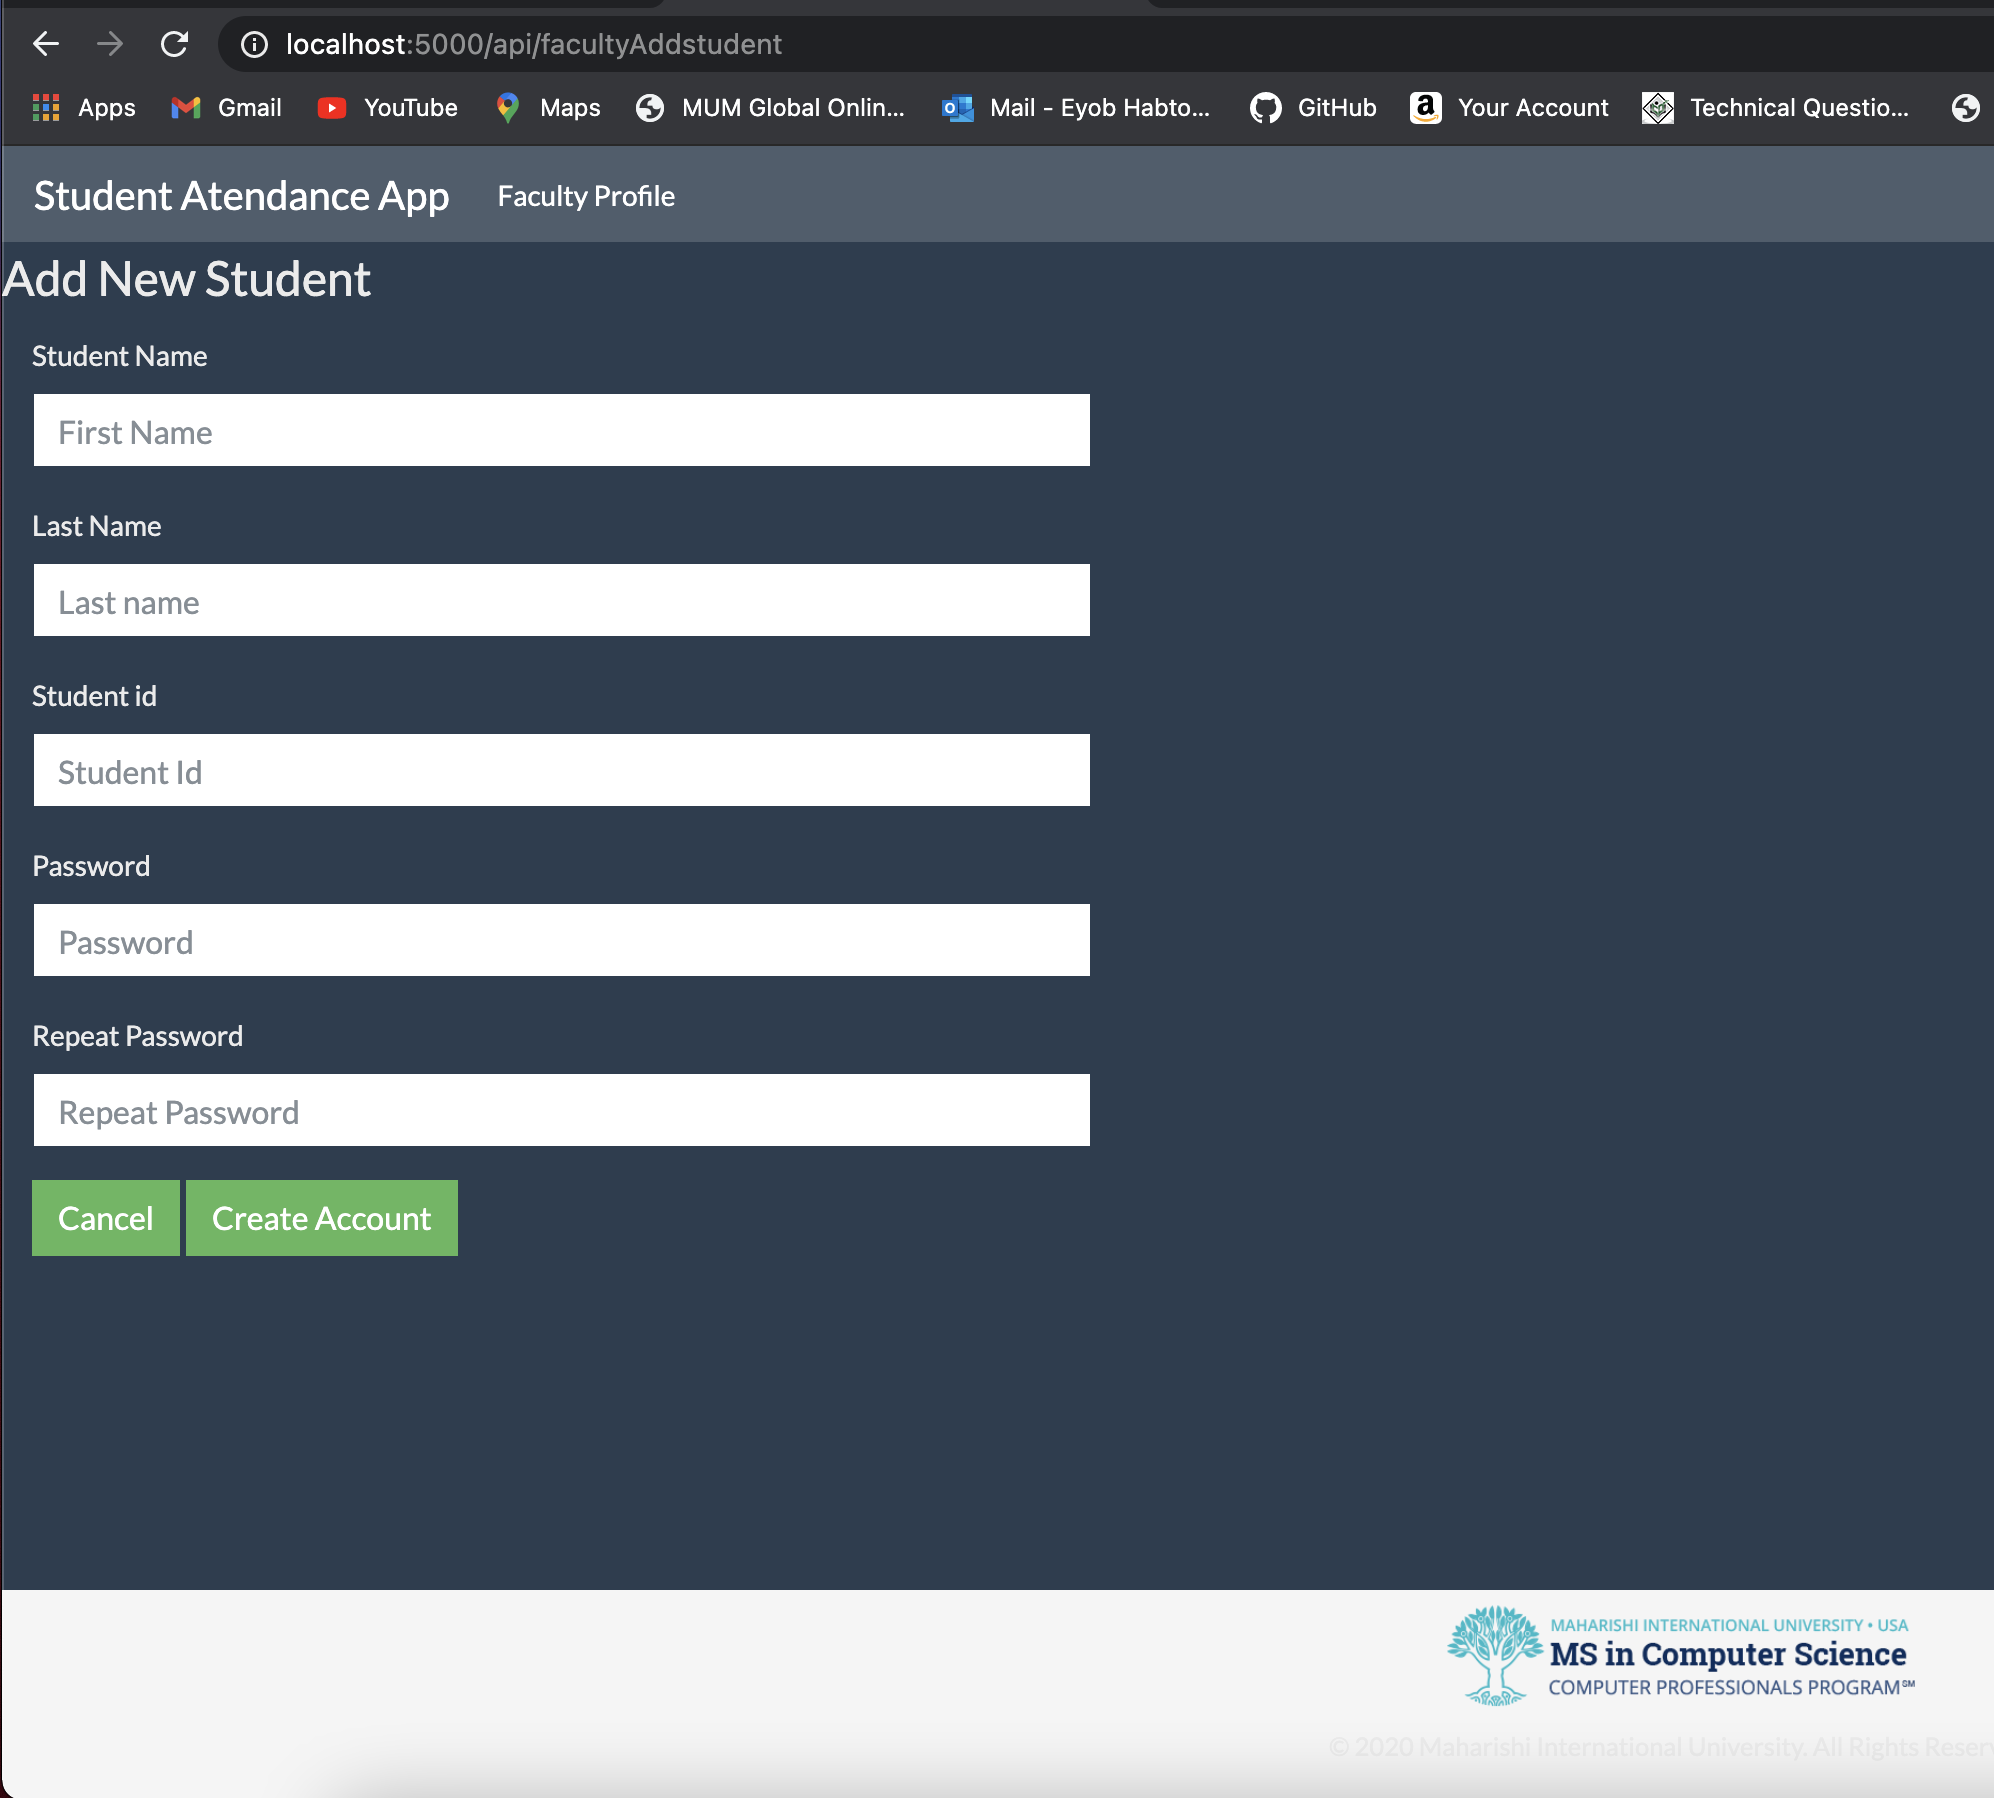 localhost:5000/api/facultyAddstudent
Apps Gmail YouTube Maps MUM Global Onlin... Mail - Eyob Habto... GitHub Your Account Technical Questio...
Student Atendance App Faculty Profile
Add New Student
Student Name
First Name
Last Name
Last name
Student id
Student Id
Password
Password
Repeat Password
Repeat Password
Cancel Create Account
MAHARISHI INTERNATIONAL UNIVERSITY • USA
MS in Computer Science
COMPUTER PROFESSIONALS PROGRAM℠
© 2020 Maharishi International University. All Rights Reser